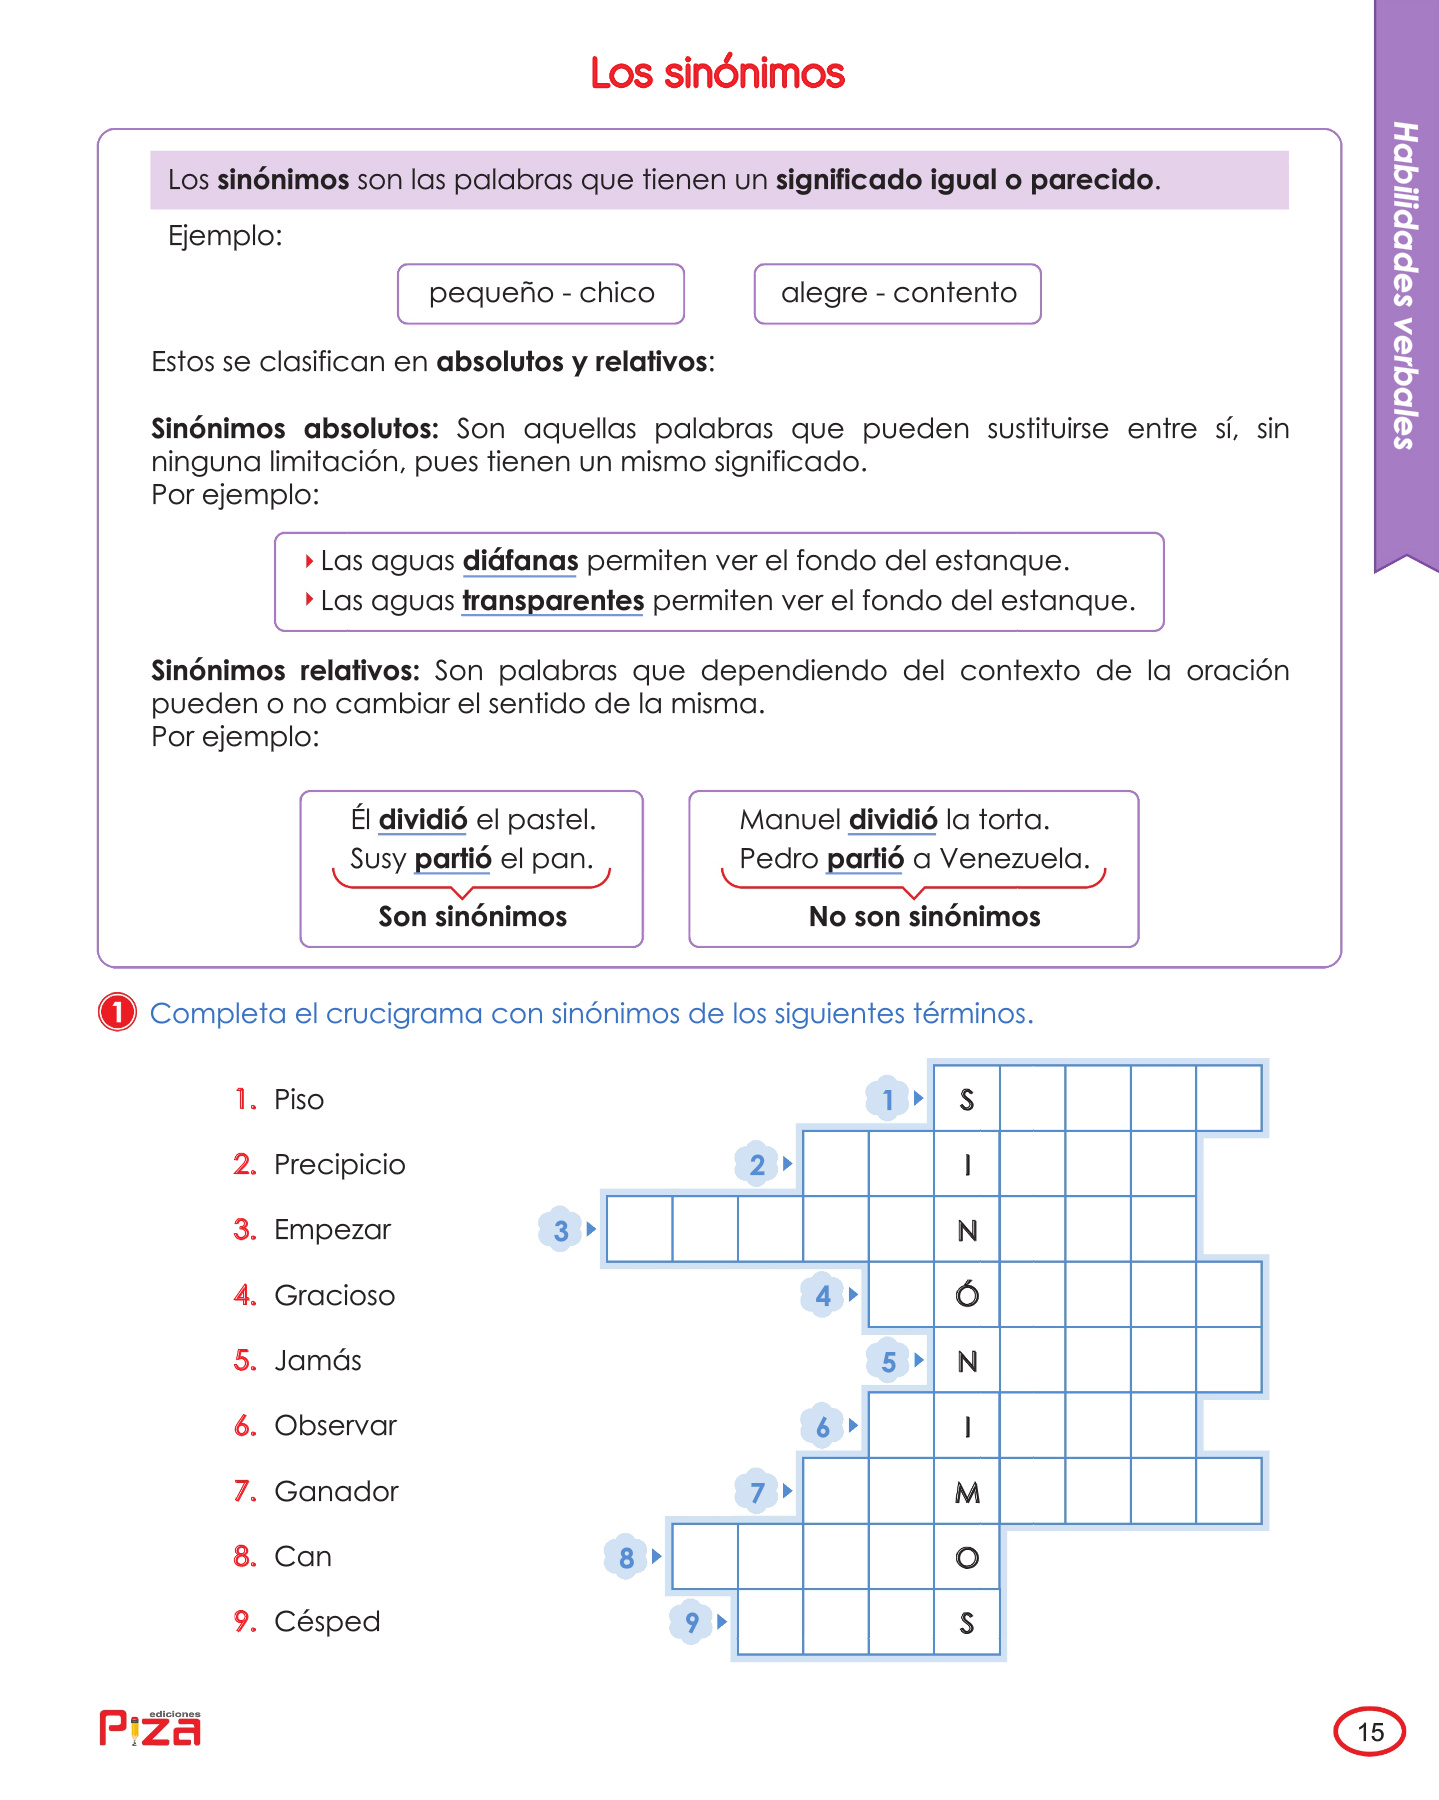 Los sinónimos
Habilidades verbales
Los sinónimos son las palabras que tienen un significado igual o parecido.
Ejemplo:
pequeño - chico
alegre - contento
Estos se clasifican en absolutos y relativos:
Sinónimos absolutos: Son aquellas palabras que pueden sustituirse entre sí, sin
ninguna limitación, pues tienen un mismo significado.
Por ejemplo:
Las aguas diáfanas permiten ver el fondo del estanque.
Las aguas transparentes permiten ver el fondo del estanque.
Sinónimos relativos: Son palabras que dependiendo del contexto de la oración
pueden o no cambiar el sentido de la misma.
Por ejemplo:
Él dividió el pastel.
Susy partió el pan.
Son sinónimos
Manuel dividió la torta.
Pedro partió a Venezuela.
No son sinónimos
1 Completa el crucigrama con sinónimos de los siguientes términos.
1. Piso
2. Precipicio
3. Empezar
4. Gracioso
5. Jamás
6. Observar
7. Ganador
8. Can
9. Césped
1 S
2 I
3 N
4 Ó
5 N
6 I
7 M
8 O
9 S
ediciones
Piza
15